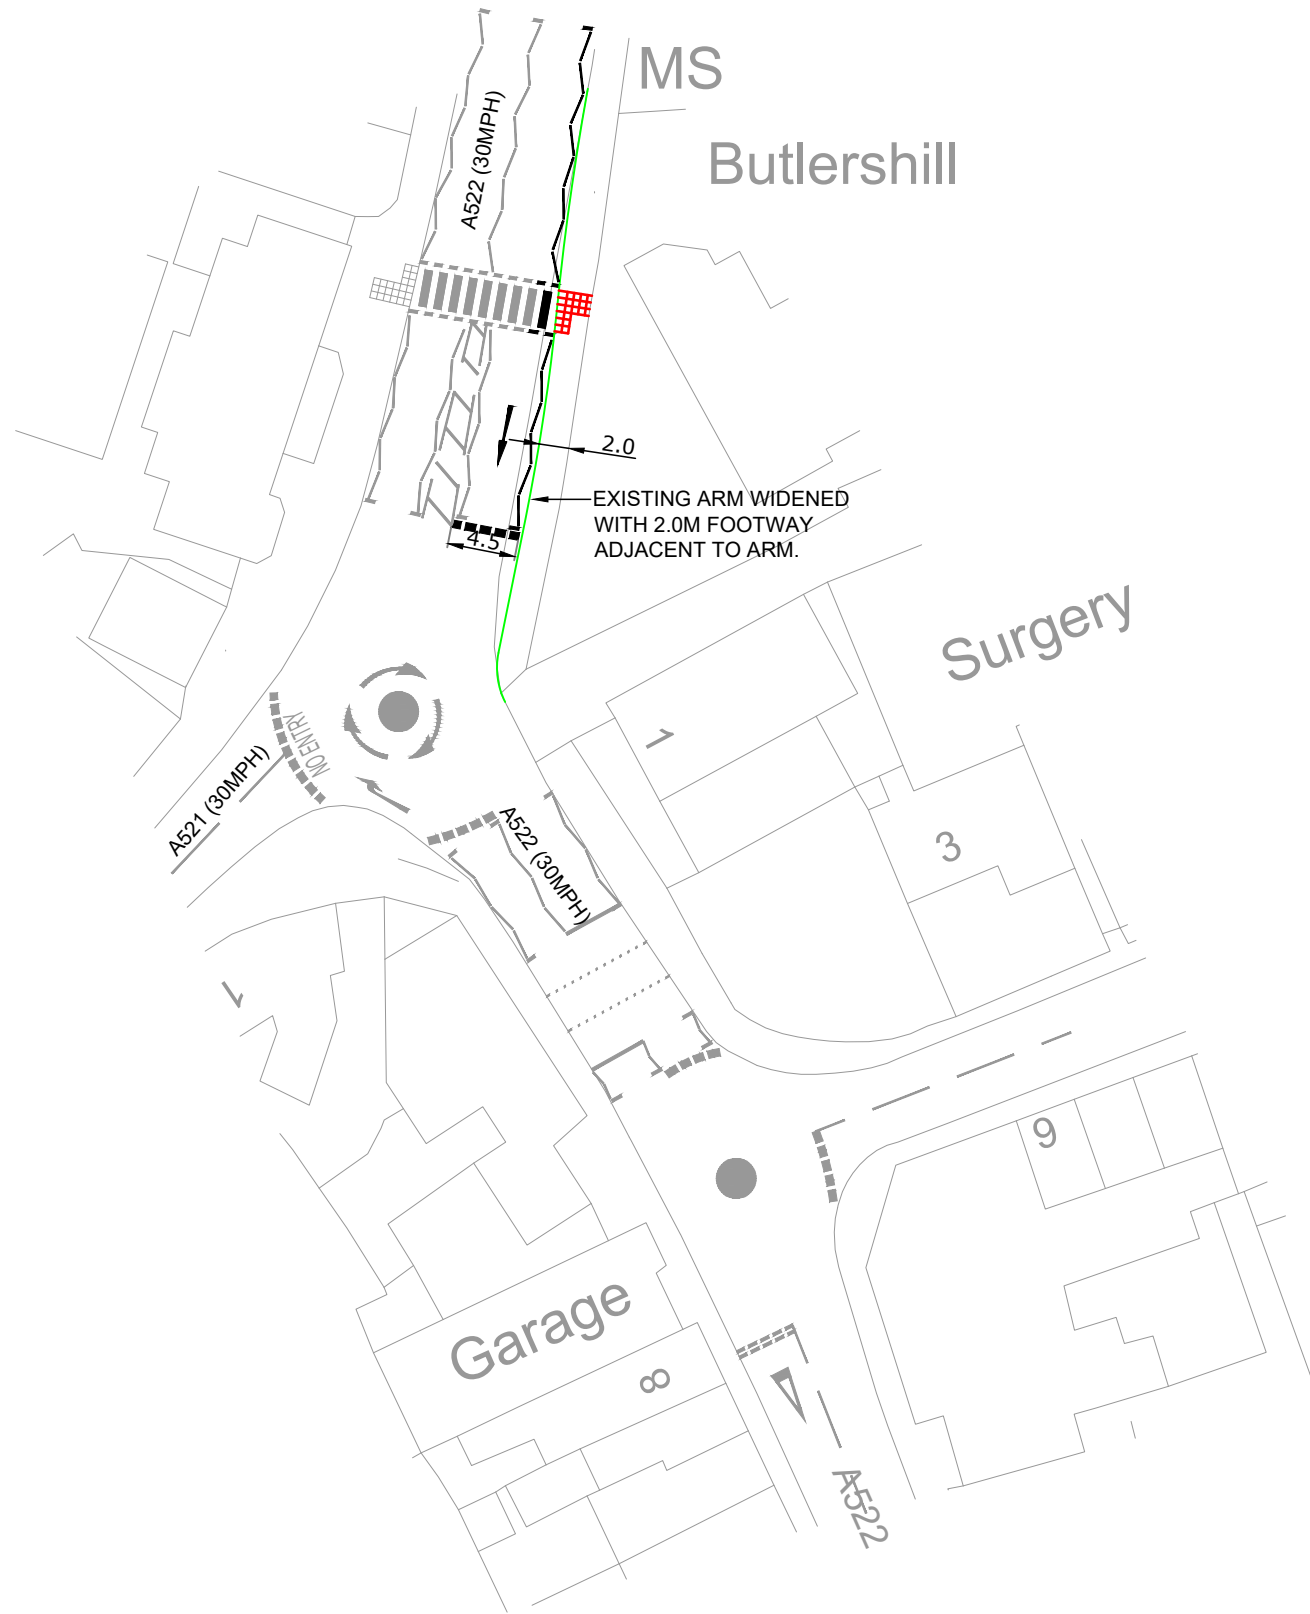 MS
A522 (30MPH)
Butlershill
2.0
EXISTING ARM WIDENED
WITH 2.0M FOOTWAY
ADJACENT TO ARM.
4.5
Surgery
1
NO ENTRY
A521 (30MPH)
A522 (30MPH)
3
1
9
Garage
8
A522